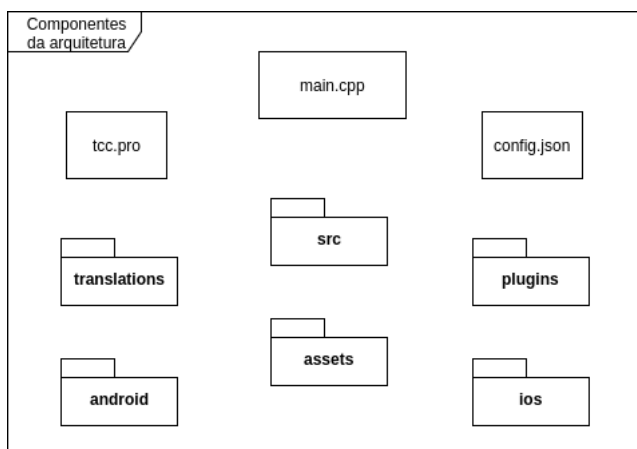 Componentes
da arquitetura
main.cpp
tcc.pro
config.json
src
translations
plugins
assets
android
ios